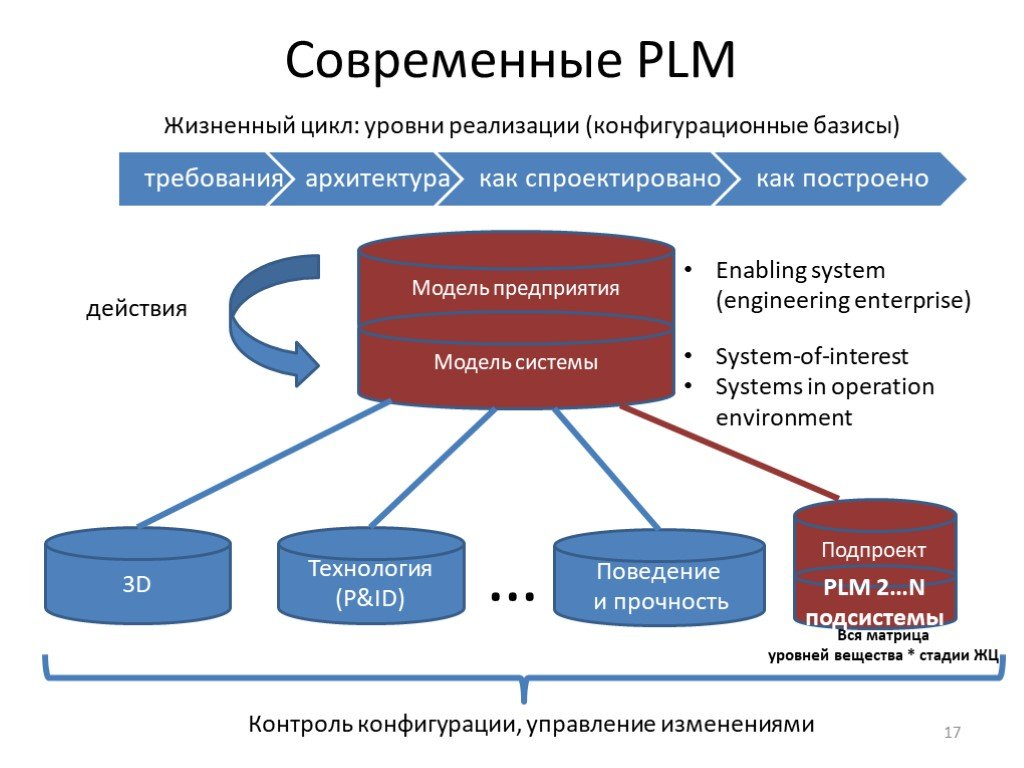 Современные PLM
Жизненный цикл: уровни реализации (конфигурационные базисы)
требования архитектура как спроектировано как построено
действия
Модель предприятия
Модель системы
• Enabling system
(engineering enterprise)
• System-of-interest
• Systems in operation
environment
3D
Технология
(P&ID)
...
Поведение
и прочность
Подпроект
PLM 2...N
подсистемы
Вся матрица
уровней вещества * стадии ЖЦ
Контроль конфигурации, управление изменениями
17